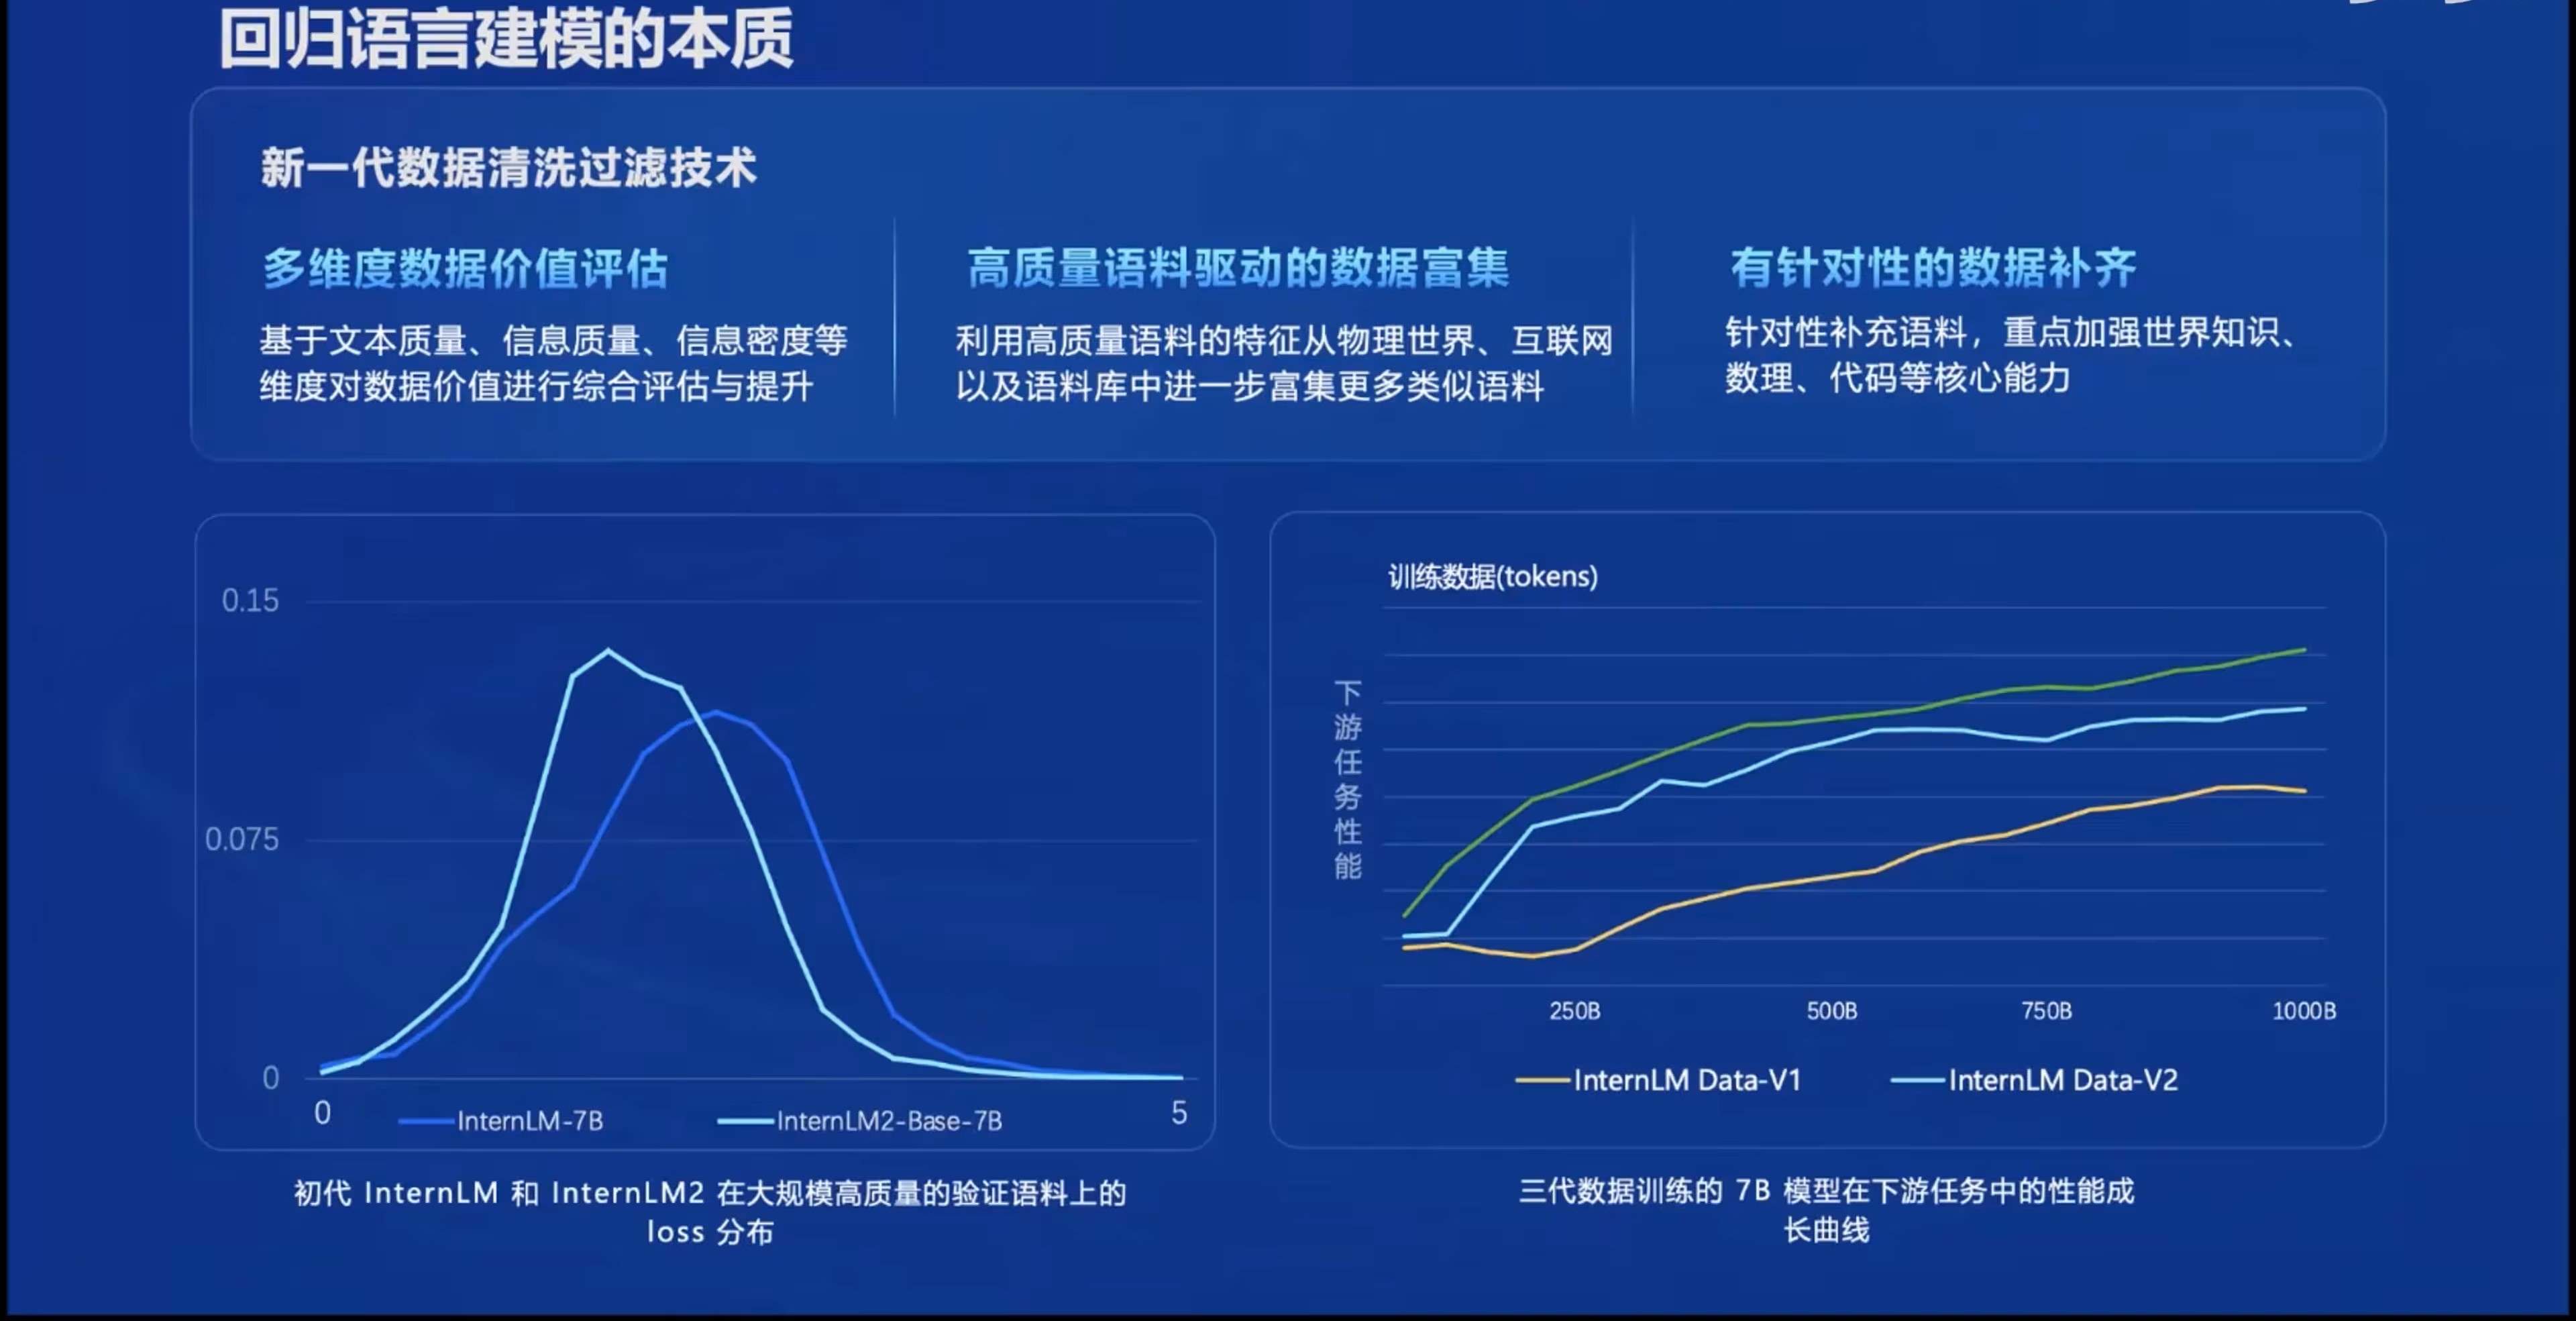 回归语言建模的本质
新一代数据清洗过滤技术
多维度数据价值评估
基于文本质量、信息质量、信息密度等
维度对数据价值进行综合评估与提升
高质量语料驱动的数据富集
利用高质量语料的特征从物理世界、互联网
以及语料库中进一步富集更多类似语料
有针对性的数据补齐
针对性补充语料，重点加强世界知识、
数理、代码等核心能力
0.15
0.075
0
0
5
InternLM-7B
InternLM2-Base-7B
初代 InternLM 和 InternLM2 在大规模高质量的验证语料上的
loss 分布
训练数据(tokens)
下游任务性能
250B
500B
750B
1000B
InternLM Data-V1
InternLM Data-V2
三代数据训练的 7B 模型在下游任务中的性能成
长曲线